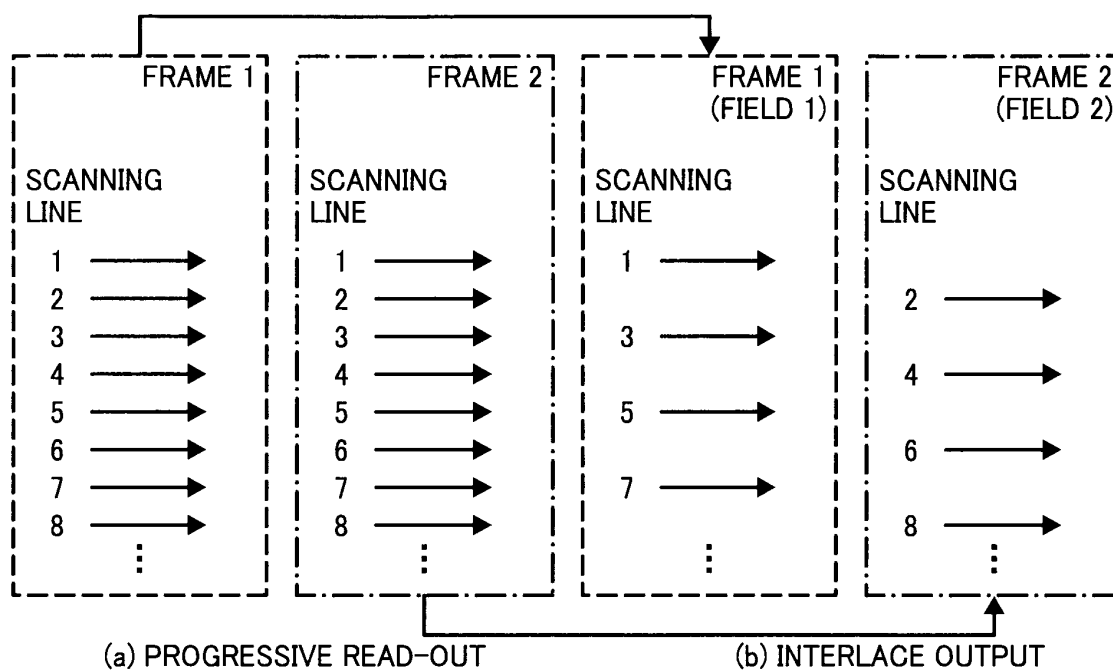 FRAME 1
SCANNING
LINE
1
2
3
4
5
6
7
8
⋮
FRAME 2
SCANNING
LINE
1
2
3
4
5
6
7
8
⋮
FRAME 1
(FIELD 1)
SCANNING
LINE
1
3
5
7
⋮
FRAME 2
(FIELD 2)
SCANNING
LINE
2
4
6
8
⋮
(a) PROGRESSIVE READ-OUT
(b) INTERLACE OUTPUT